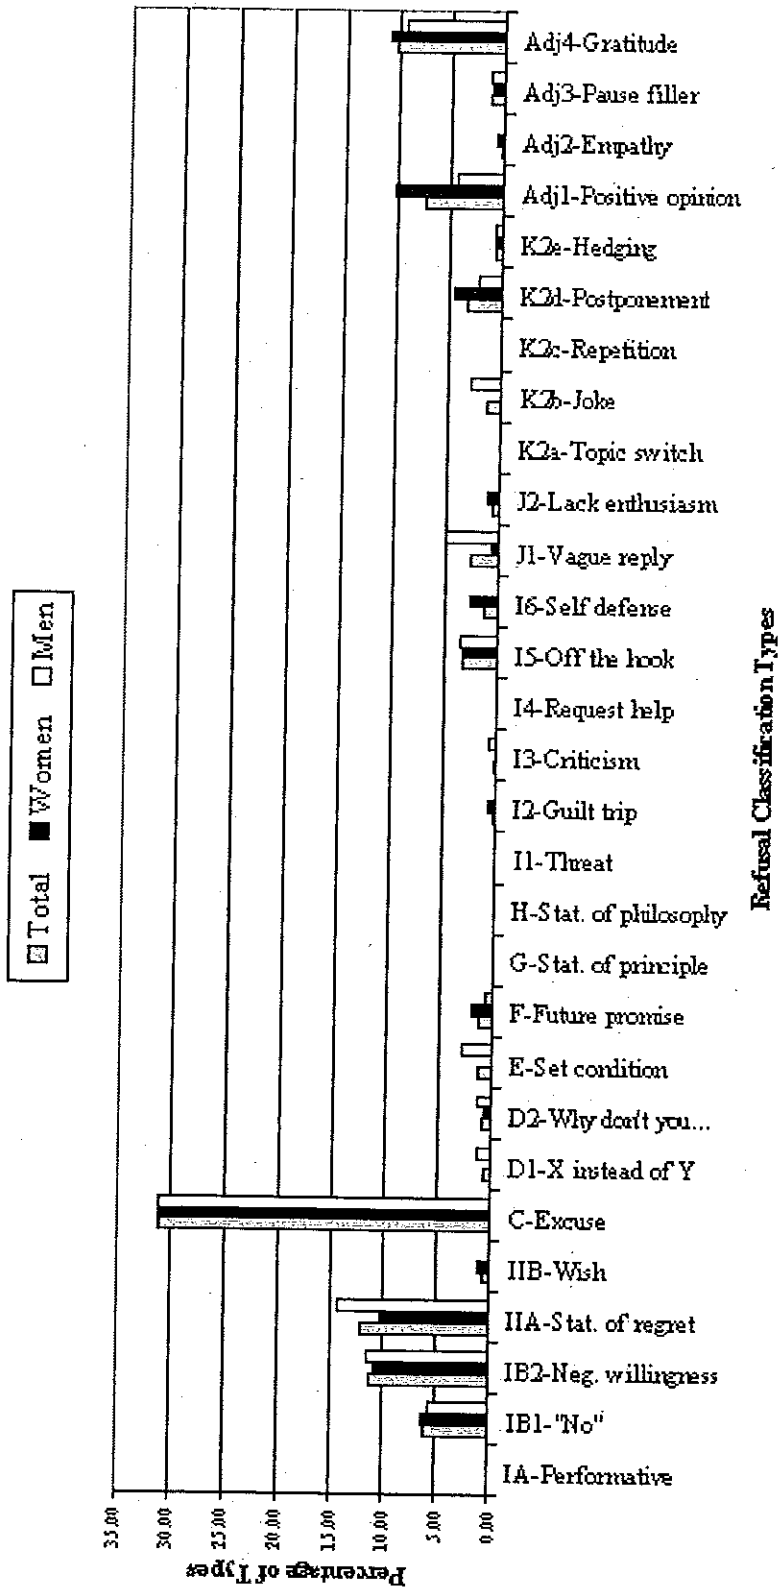 Total Women Men
Percentage of Types
35.00
30.00
25.00
20.00
15.00
10.00
5.00
0.00
IA-Performative
IB1-"No"
IB2-Neg. willingness
IIA-Stat. of regret
IIB-Wish
C-Excuse
D1-X instead of Y
D2-Why don't you...
E-Set condition
F-Future promise
G-Stat. of principle
H-Stat. of philosophy
I1-Threat
I2-Guilt trip
I3-Criticism
I4-Request help
I5-Off the hook
I6-Self defense
J1-Vague reply
J2-Lack enthusiasm
K2a-Topic switch
K2b-Joke
K2c-Repetition
K2d-Postponement
K2e-Hedging
Adj1-Positive opinion
Adj2-Empathy
Adj3-Pause filler
Adj4-Gratitude
Refusal Classification Types